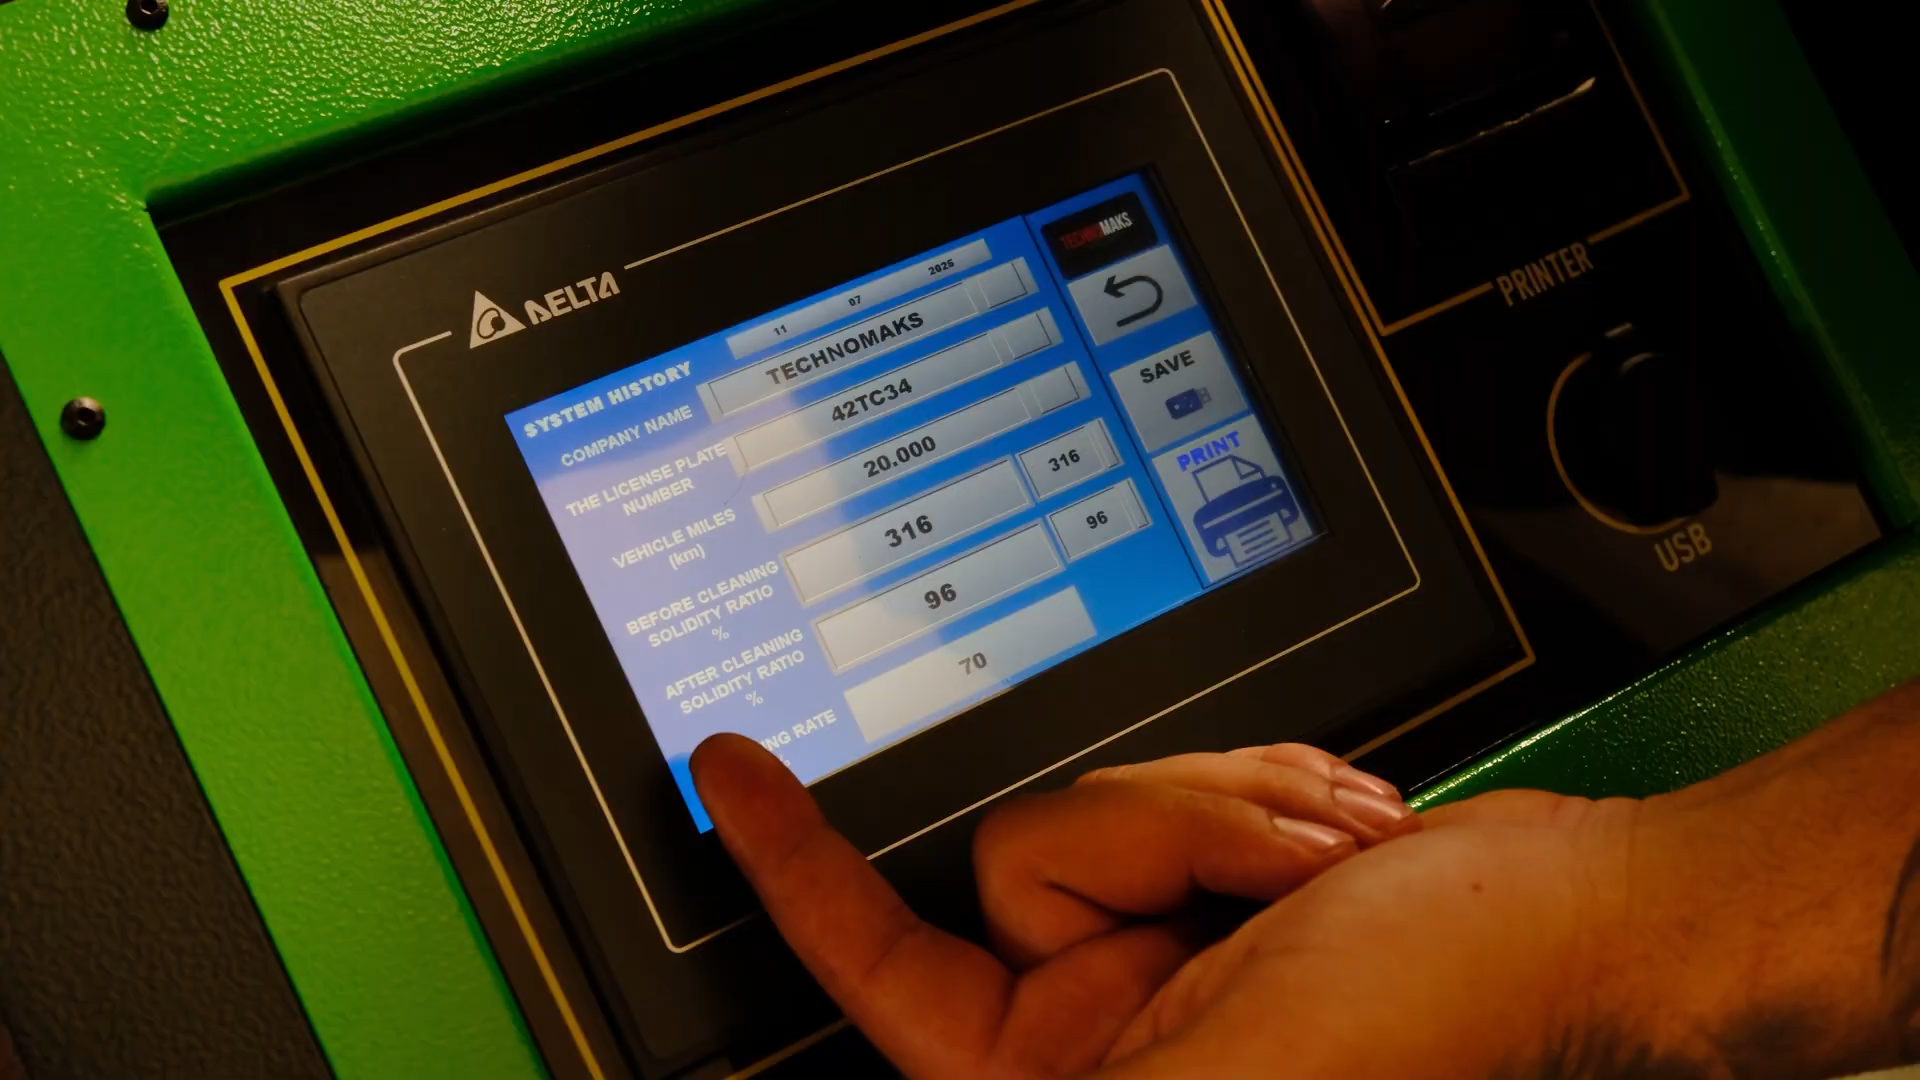 DELTA
SYSTEM HISTORY
11 07 2025
COMPANY NAME
TECHNOMAKS
THE LICENSE PLATE
NUMBER
42TC34
VEHICLE MILES
(km)
20.000
BEFORE CLEANING
SOLIDITY RATIO
%
316
316
AFTER CLEANING
SOLIDITY RATIO
%
96
96
RATE
70
TECHNOMAKS
SAVE
PRINT
PRINTER
USB